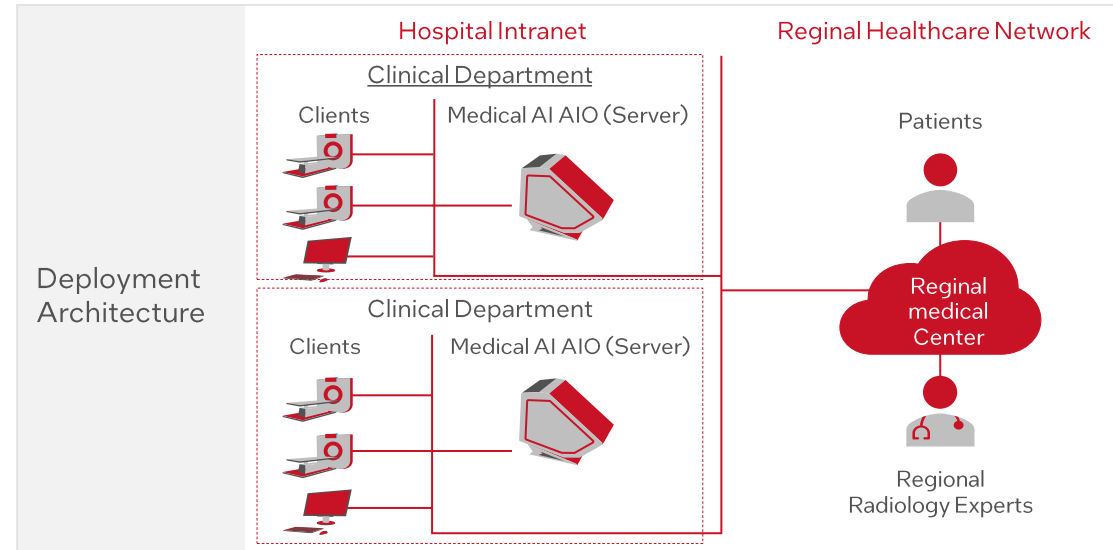 Hospital Intranet
Reginal Healthcare Network
Clinical Department
Clients
Medical AI AIO (Server)
Patients
Deployment
Architecture
Reginal
medical
Center
Clinical Department
Clients
Medical AI AIO (Server)
Regional
Radiology Experts